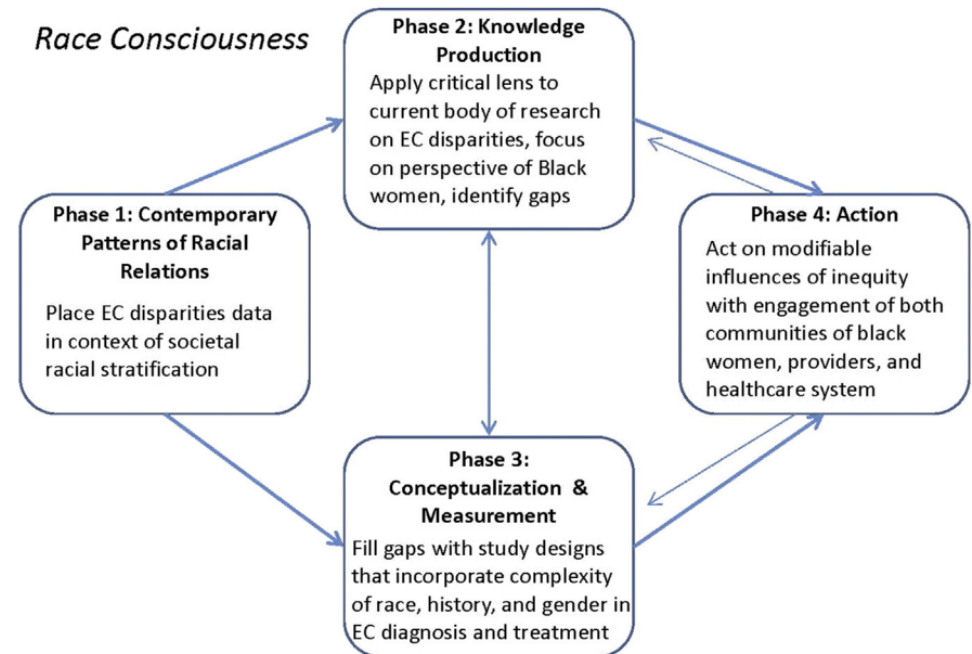 Race Consciousness
Phase 2: Knowledge
Production
Apply critical lens to
current body of research
on EC disparities, focus
on perspective of Black
women, identify gaps
Phase 1: Contemporary
Patterns of Racial
Relations
Place EC disparities data
in context of societal
racial stratification
Phase 3:
Conceptualization &
Measurement
Fill gaps with study designs
that incorporate complexity
of race, history, and gender in
EC diagnosis and treatment
Phase 4: Action
Act on modifiable
influences of inequity
with engagement of both
communities of black
women, providers, and
healthcare system